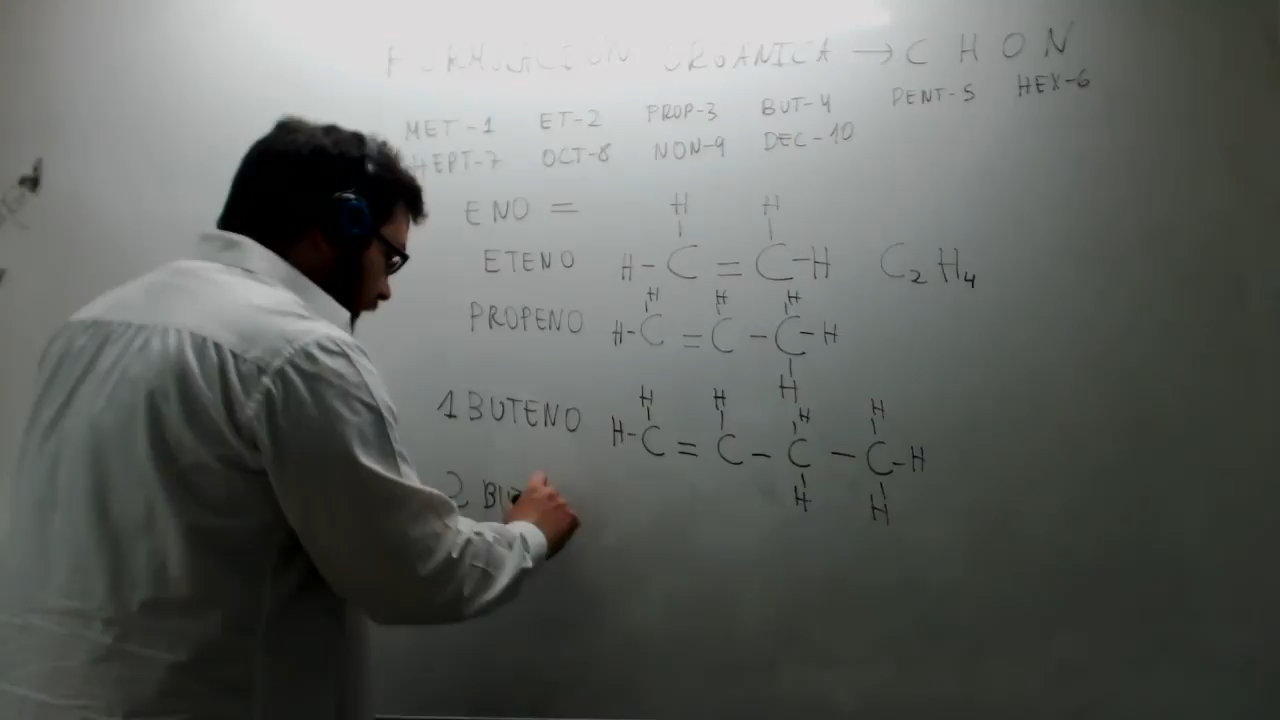 FORMULACION ORGANICA → C H O N
MET-1 ET-2 PROP-3 BUT-4 PENT-5 HEX-6
HEPT-7 OCT-8 NON-9 DEC-10
ENO = H H
ETENO H-C=C-H C₂H₄
H H H
PROPENO H-C=C-C-H
H
H H H H
1 BUTENO H-C=C-C-C-H
H H
2 BU